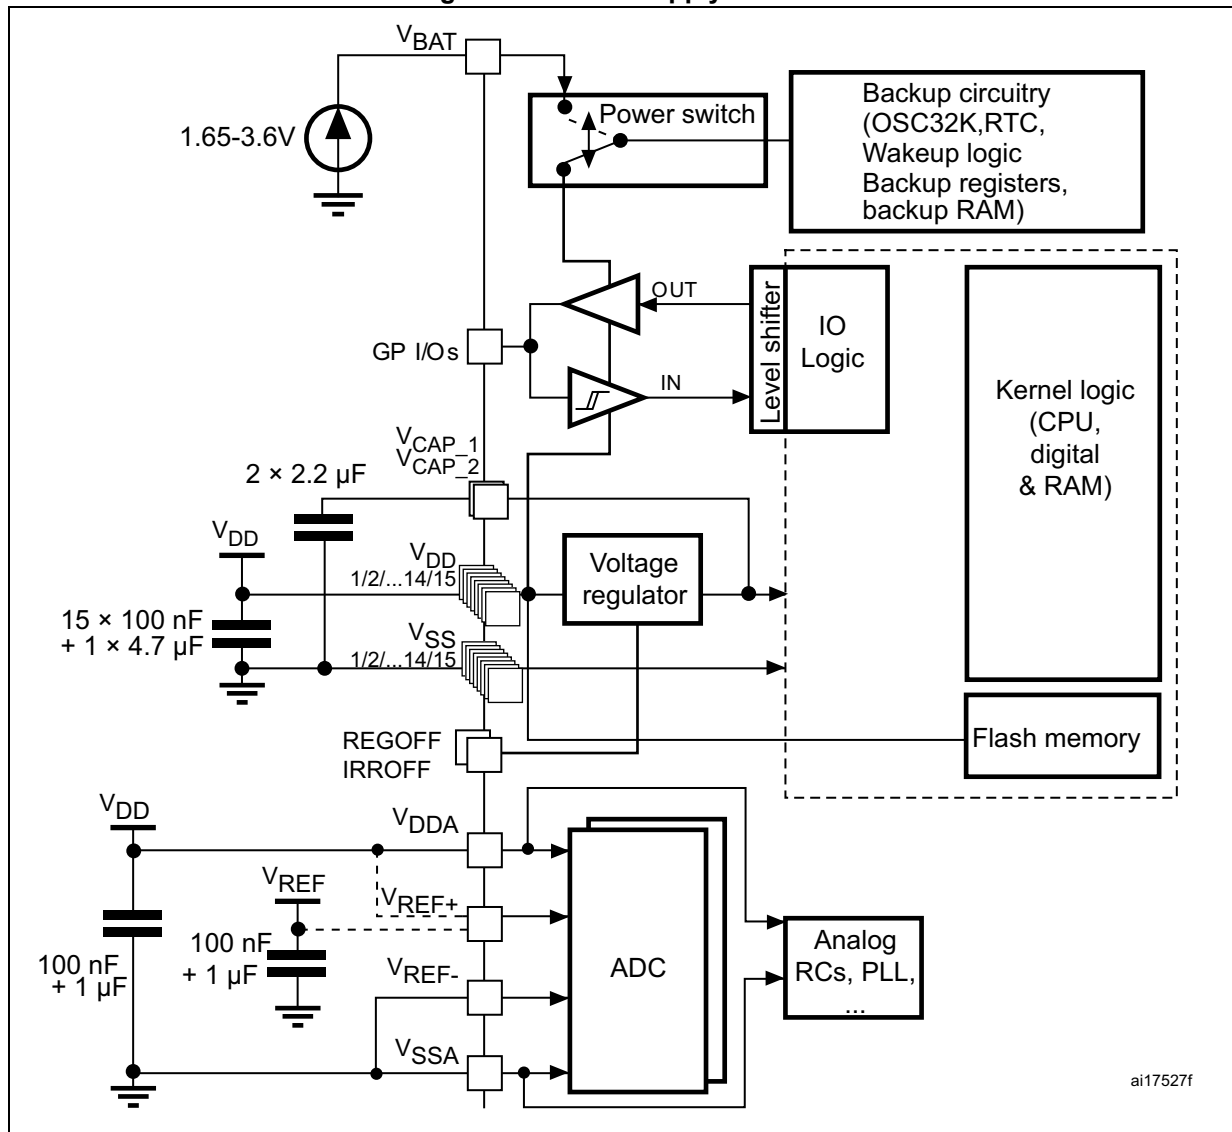 VBAT
Power switch
Backup circuitry
(OSC32K,RTC,
Wakeup logic
Backup registers,
backup RAM)
1.65-3.6V
OUT
Level shifter
IO
Logic
GP I/Os
IN
Kernel logic
(CPU,
digital
& RAM)
VCAP_1
VCAP_2
2 × 2.2 μF
VDD
VDD
1/2/...14/15
Voltage
regulator
15 × 100 nF
+ 1 × 4.7 μF
VSS
1/2/...14/15
REGOFF
IRROFF
Flash memory
VDD
VDDA
VREF
VREF+
100 nF
+ 1 μF
100 nF
+ 1 μF
VREF-
ADC
Analog
RCs, PLL,
...
VSSA
ai17527f